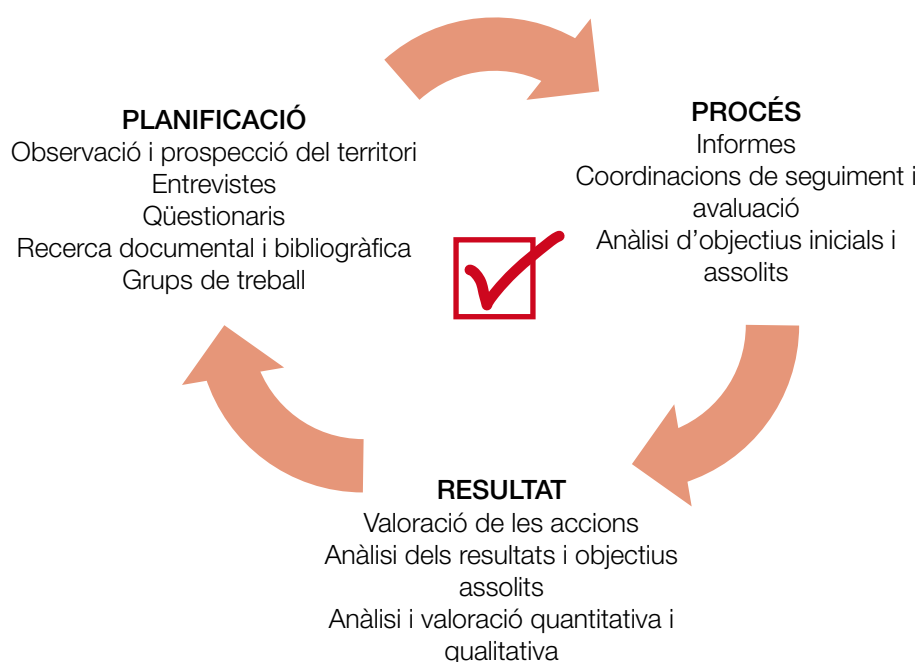 PLANIFICACIÓ
Observació i prospecció del territori
Entrevistes
Qüestionaris
Recerca documental i bibliogràfica
Grups de treball
PROCÉS
Informes
Coordinacions de seguiment i
avaluació
Anàlisi d’objectius inicials i
assolits
RESULTAT
Valoració de les accions
Anàlisi dels resultats i objectius
assolits
Anàlisi i valoració quantitativa i
qualitativa